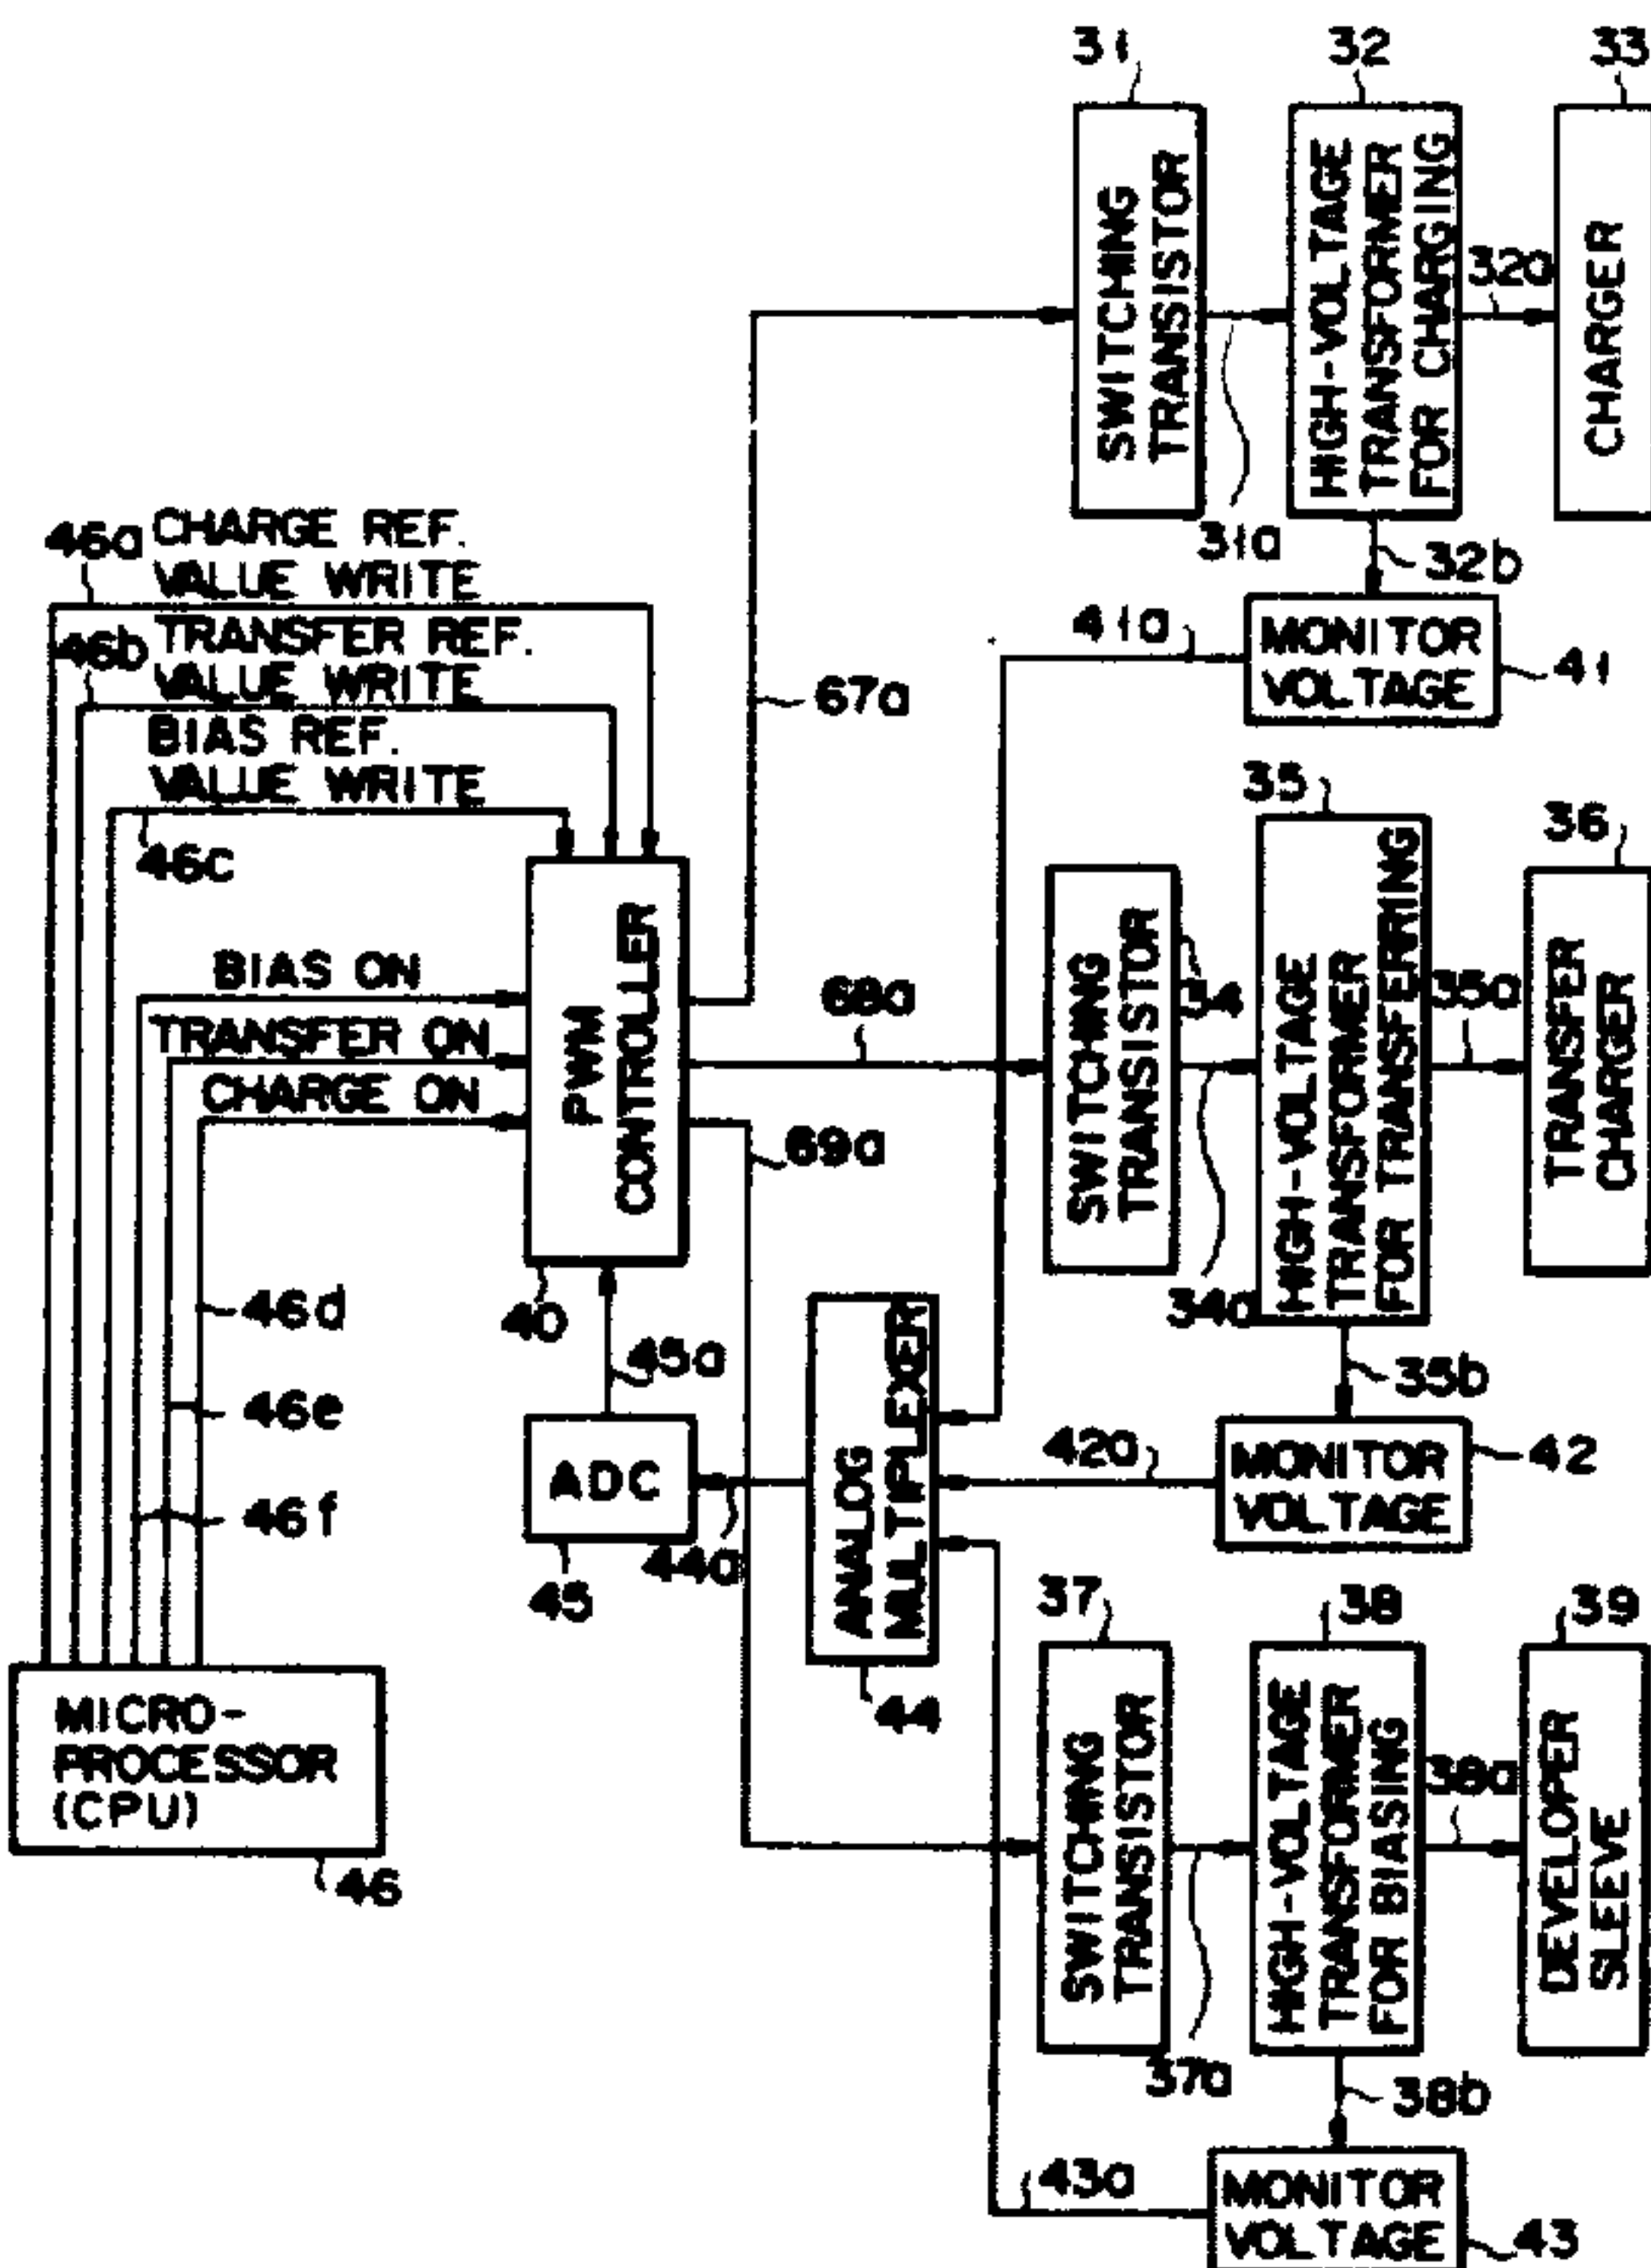 31
32
33
SWITCHING
TRANSISTOR
HIGH-VOLTAGE
TRANSFORMER
FOR CHARGING
CHARGER
32a
31a
32b
46a
CHARGE REF.
VALUE WRITE
46b
TRANSFER REF.
VALUE WRITE
BIAS REF.
VALUE WRITE
46c
67a
41a
MONITOR
VOLTAGE
41
35
36
BIAS ON
TRANSFER ON
CHARGE ON
PWM
CONTROLLER
68a
69a
SWITCHING
TRANSISTOR
34
HIGH-VOLTAGE
TRANSFORMER
FOR TRANSFERRING
35a
TRANSFER
CHARGER
34a
46d
40
45a
35b
46e
ADC
ANALOG
MULTIPLEXER
42a
MONITOR
VOLTAGE
42
46f
45
44a
37
38
39
44
MICRO-
PROCESSOR
(CPU)
46
SWITCHING
TRANSISTOR
HIGH-VOLTAGE
TRANSFORMER
FOR BIASING
38a
DEVELOPER
SLEEVE
37a
38b
43a
MONITOR
VOLTAGE
43